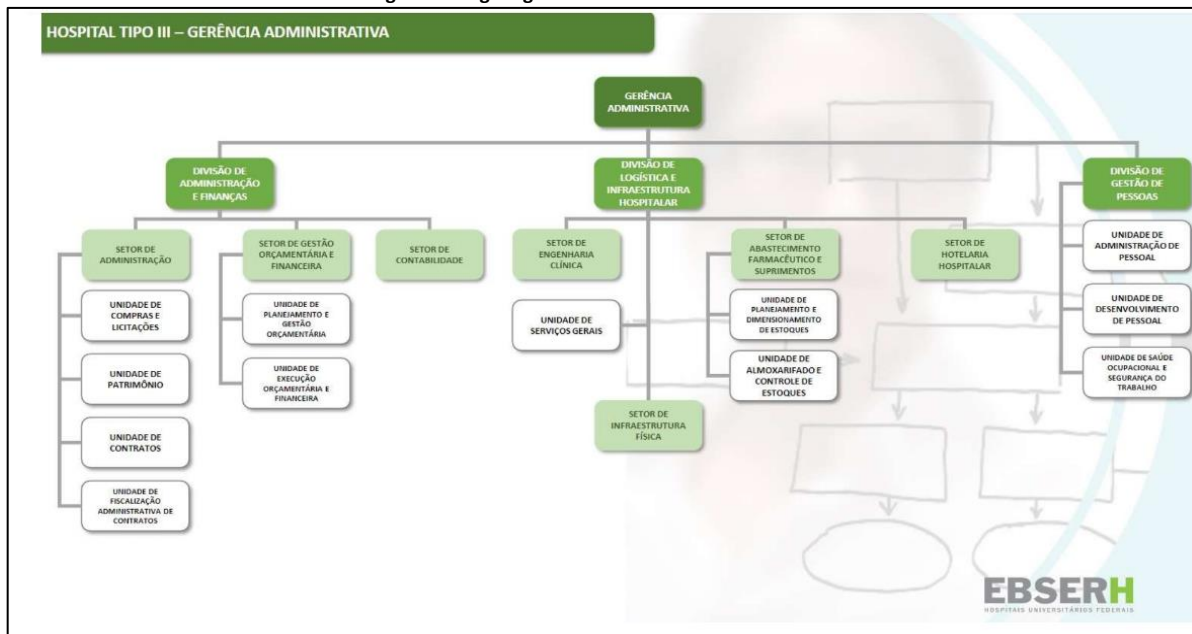 HOSPITAL TIPO III – GERÊNCIA ADMINISTRATIVA
GERÊNCIA
ADMINISTRATIVA
DIVISÃO DE
ADMINISTRAÇÃO
E FINANÇAS
DIVISÃO DE
LOGÍSTICA E
INFRAESTRUTURA
HOSPITALAR
DIVISÃO DE
GESTÃO DE
PESSOAS
SETOR DE
ADMINISTRAÇÃO
SETOR DE GESTÃO
ORÇAMENTÁRIA E
FINANCEIRA
SETOR DE
CONTABILIDADE
SETOR DE
ENGENHARIA
CLÍNICA
SETOR DE
ABASTECIMENTO
FARMACÊUTICO E
SUPRIMENTOS
SETOR DE
HOTELARIA
HOSPITALAR
UNIDADE DE
ADMINISTRAÇÃO DE
PESSOAL
UNIDADE DE
COMPRAS E
LICITAÇÕES
UNIDADE DE
PLANEJAMENTO E
GESTÃO
ORÇAMENTÁRIA
UNIDADE DE
SERVIÇOS GERAIS
UNIDADE DE
PLANEJAMENTO E
DIMENSIONAMENTO
DE ESTOQUES
UNIDADE DE
DESENVOLVIMENTO
DE PESSOAL
UNIDADE DE
PATRIMÔNIO
UNIDADE DE
EXECUÇÃO
ORÇAMENTÁRIA E
FINANCEIRA
UNIDADE DE
ALMOXARIFADO E
CONTROLE DE
ESTOQUES
UNIDADE DE SAÚDE
OCUPACIONAL E
SEGURANÇA DO
TRABALHO
UNIDADE DE
CONTRATOS
SETOR DE
INFRAESTRUTURA
FÍSICA
UNIDADE DE
FISCALIZAÇÃO
ADMINISTRATIVA DE
CONTRATOS
EBSERH
HOSPITAIS UNIVERSITÁRIOS FEDERAIS